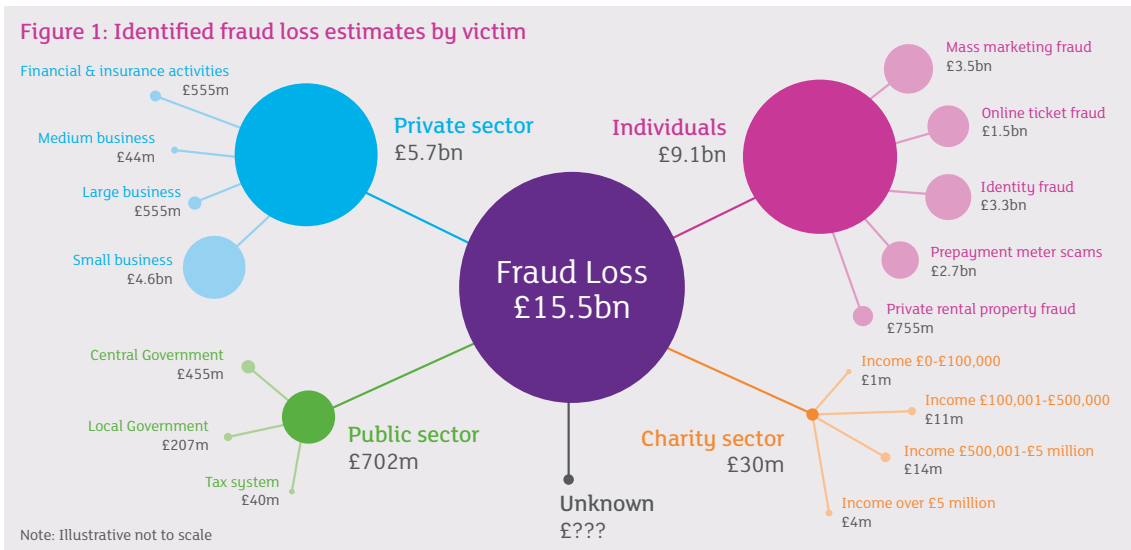 Figure 1: Identified fraud loss estimates by victim
Financial & insurance activities
£555m
Medium business
£44m
Large business
£555m
Small business
£4.6bn
Private sector
£5.7bn
Individuals
£9.1bn
Mass marketing fraud
£3.5bn
Online ticket fraud
£1.5bn
Identity fraud
£3.3bn
Prepayment meter scams
£2.7bn
Private rental property fraud
£755m
Fraud Loss
£15.5bn
Central Government
£455m
Local Government
£207m
Tax system
£40m
Public sector
£702m
Charity sector
£30m
Income £0-£100,000
£1m
Income £100,001-£500,000
£11m
Income £500,001-£5 million
£14m
Income over £5 million
£4m
Unknown
£???
Note: Illustrative not to scale